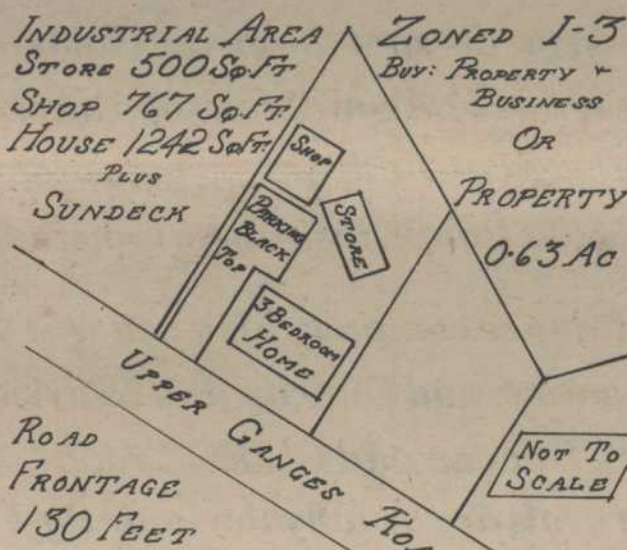 INDUSTRIAL AREA
STORE 500 SQ.FT
SHOP 767 SQ.FT
HOUSE 1242 SQ.FT.
PLUS
SUNDECK
ZONED I-3
BUY: PROPERTY +
BUSINESS
OR
PROPERTY
0.63 AC
SHOP
PARKING
BLACK
TOP
STORE
3 BEDROOM
HOME
UPPER GANGES
ROAD
FRONTAGE
130 FEET
NOT TO
SCALE